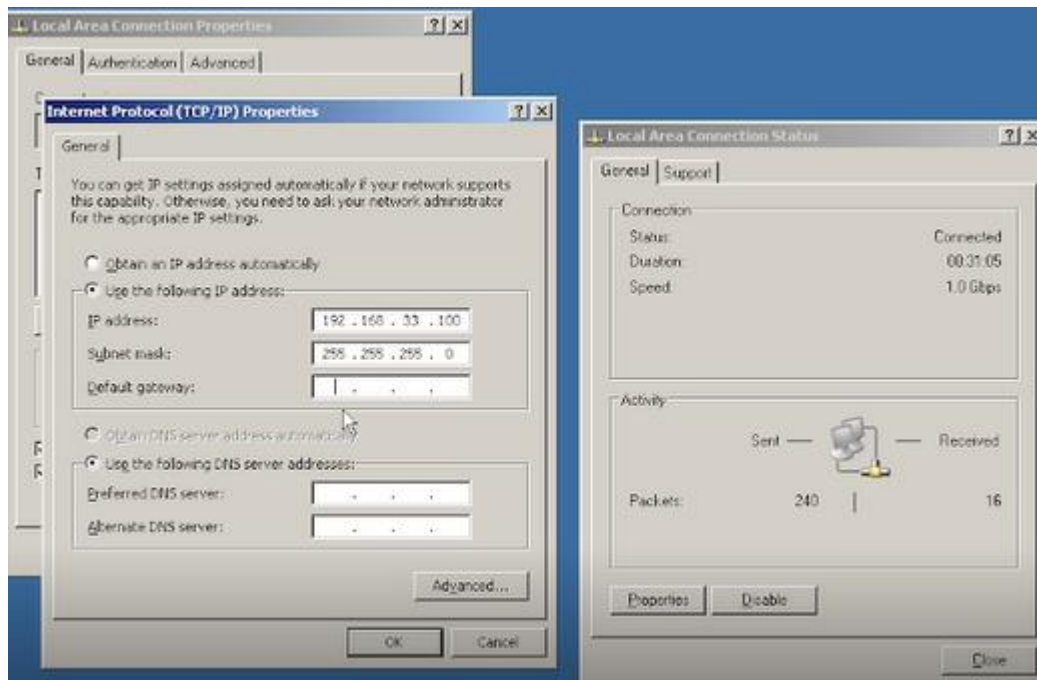 Local Area Connection Properties
General Authentication Advanced
Internet Protocol (TCP/IP) Properties
General
You can get IP settings assigned automatically if your network supports
this capability. Otherwise, you need to ask your network administrator
for the appropriate IP settings.
Obtain an IP address automatically
Use the following IP address:
IP address: 192 . 168 . 33 . 100
Subnet mask: 255 . 255 . 255 . 0
Default gateway: . . .
Obtain DNS server address automatically
Use the following DNS server addresses:
Preferred DNS server: . . .
Alternate DNS server: . . .
Advanced...
OK Cancel
Local Area Connection Status
General Support
Connection
Status: Connected
Duration: 00:31:05
Speed: 1.0 Gbps
Activity
Sent — — Received
Packets: 240 | 16
Properties Disable
Close